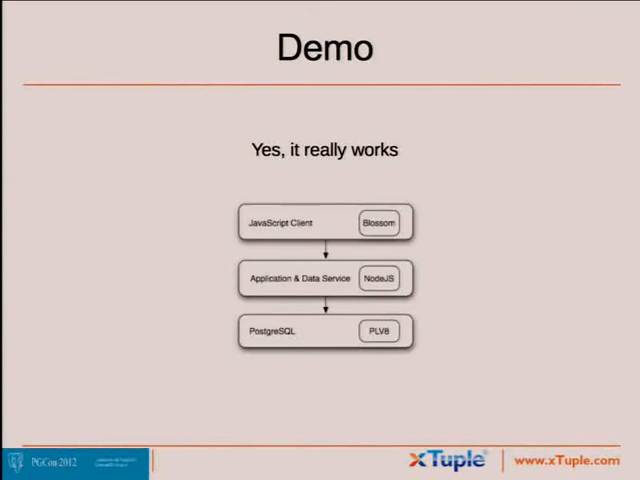 Demo
Yes, it really works
JavaScript Client
Blossom
Application & Data Service
NodeJS
PostgreSQL
PLV8
PGCon 2012
xTuple
www.xTuple.com